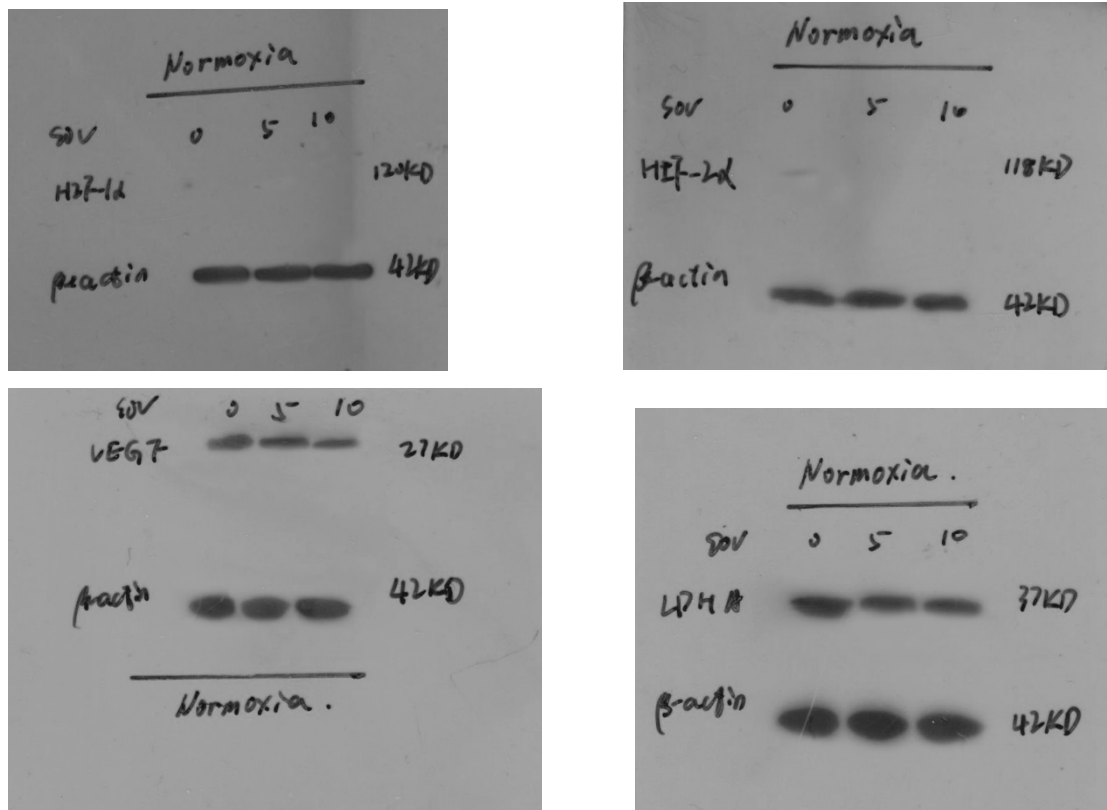 Normoxia
SOV 0 5 10
HIF-1α 120KD
β-actin 42KD
Normoxia
SOV 0 5 10
HIF-2α 118KD
β-actin 42KD
SOV 0 5 10
VEGF 27KD
β-actin 42KD
Normoxia.
Normoxia.
SOV 0 5 10
LDHA 37KD
β-actin 42KD